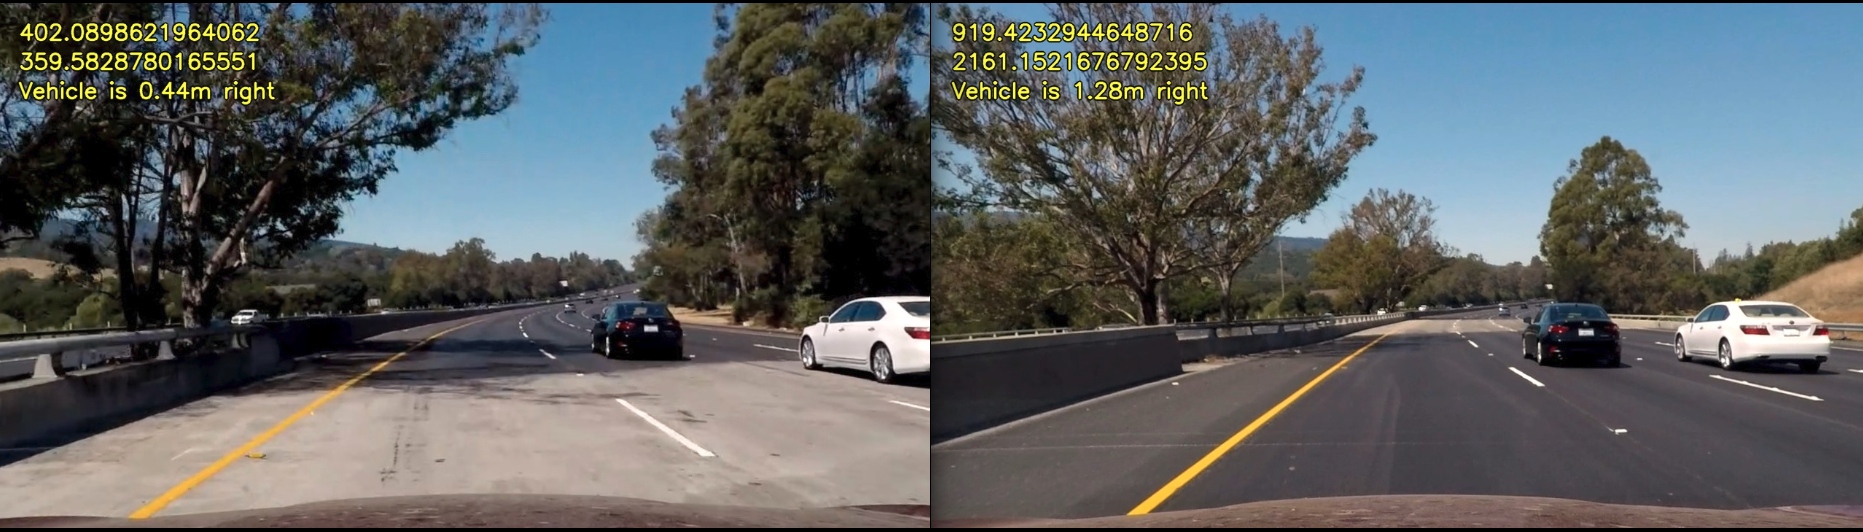 402.0898621964062
359.5828780165551
Vehicle is 0.44m right
919.4232944648716
2161.1521676792395
Vehicle is 1.28m right